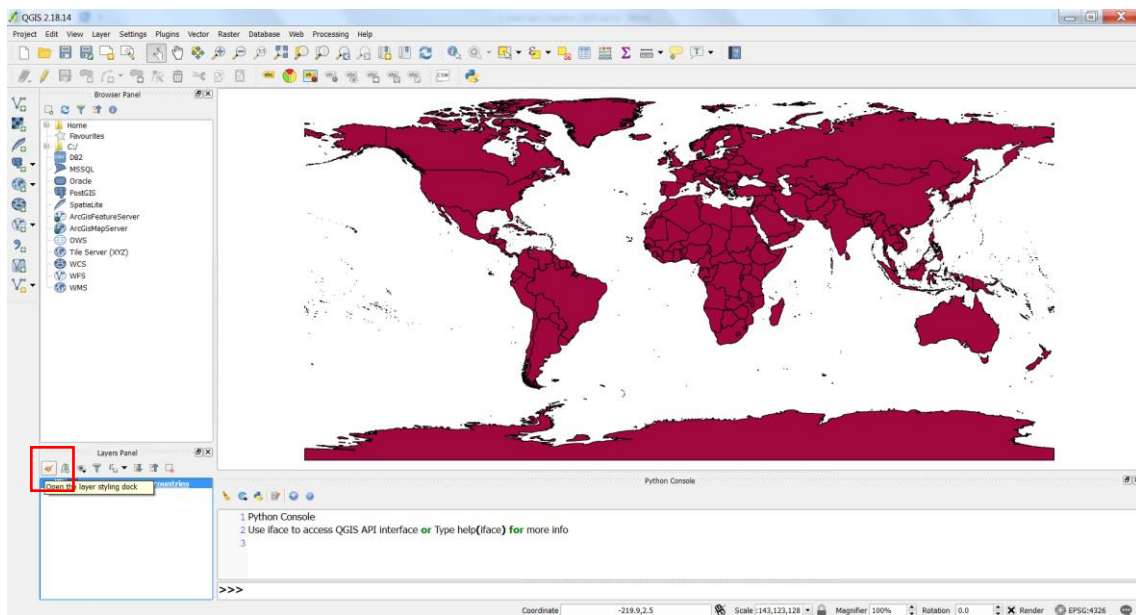 QGIS 2.18.14
Project Edit View Layer Settings Plugins Vector Raster Database Web Processing Help
Browser Panel
Home
Favourites
C:/
DB2
MSSQL
Oracle
PostGIS
SpatiaLite
ArcGisFeatureServer
ArcGisMapServer
OWS
Tile Server (XYZ)
WCS
WFS
WMS
Layers Panel
countries
Open the layer styling dock
Python Console
1 Python Console
2 Use iface to access QGIS API interface or Type help(iface) for more info
3
>>>
Coordinate -219.9,2.5 Scale :143,123,128 Magnifier 100% Rotation 0.0 Render EPSG:4326